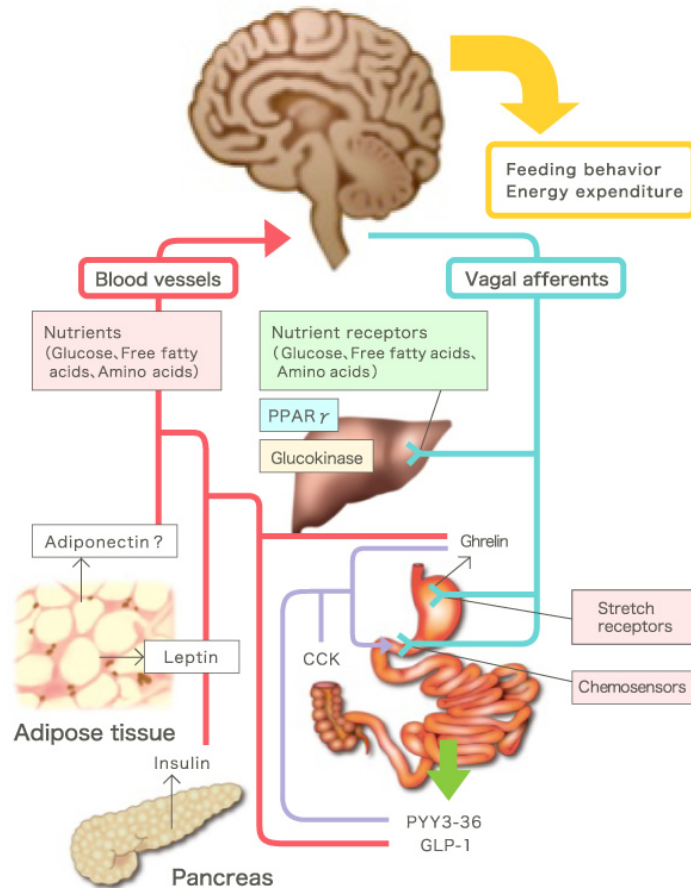 Feeding behavior
Energy expenditure
Blood vessels
Vagal afferents
Nutrients
(Glucose、Free fatty
acids、Amino acids)
Nutrient receptors
(Glucose、Free fatty acids、
Amino acids)
PPARγ
Glucokinase
Adiponectin?
Ghrelin
Stretch
receptors
Leptin
CCK
Chemosensors
Adipose tissue
Insulin
PYY3-36
GLP-1
Pancreas